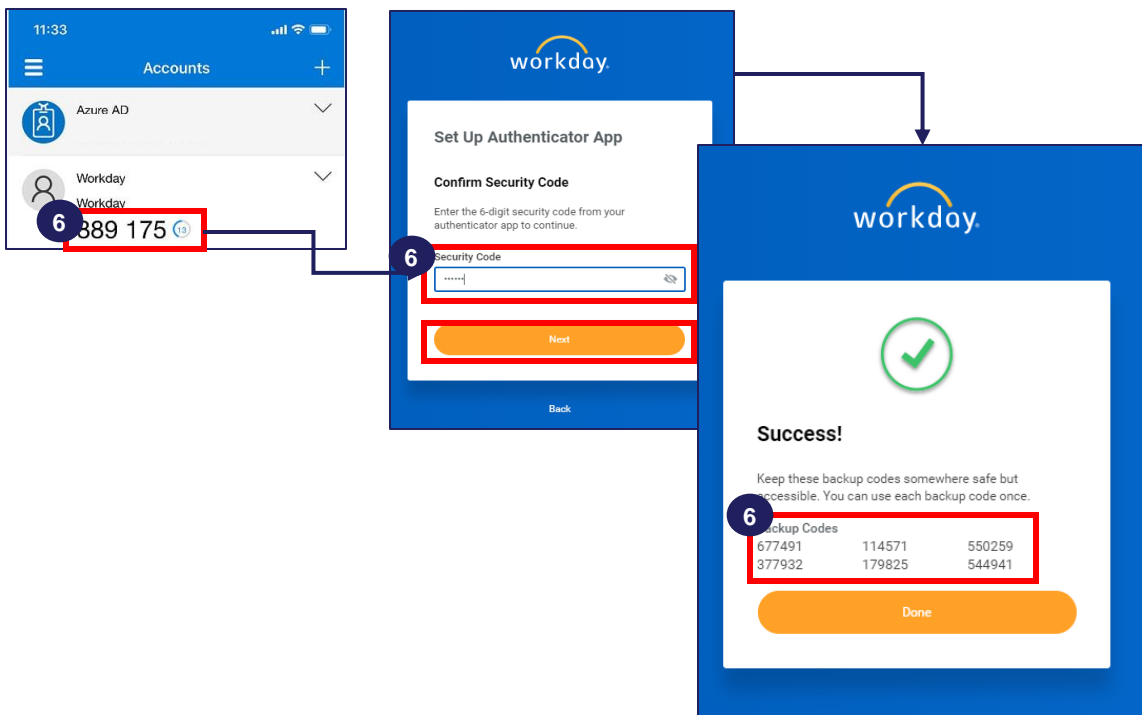 11:33
Accounts
Azure AD
Workday
Workday
6
889 175
13
workday.
Set Up Authenticator App
Confirm Security Code
Enter the 6-digit security code from your
authenticator app to continue.
6
Security Code
Next
Back
workday.
Success!
Keep these backup codes somewhere safe but
accessible. You can use each backup code once.
6
Backup Codes
677491 114571 550259
377932 179825 544941
Done